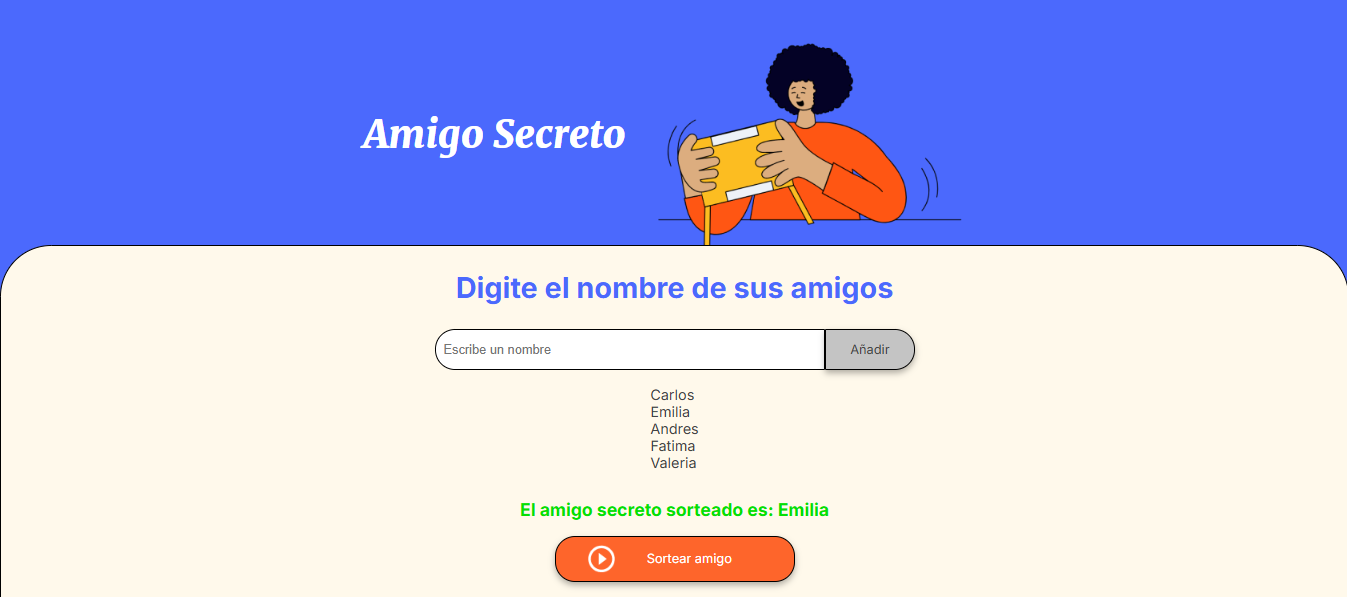 Amigo Secreto
Digite el nombre de sus amigos
Escribe un nombre
Añadir
Carlos
Emilia
Andres
Fatima
Valeria
El amigo secreto sorteado es: Emilia
Sortear amigo